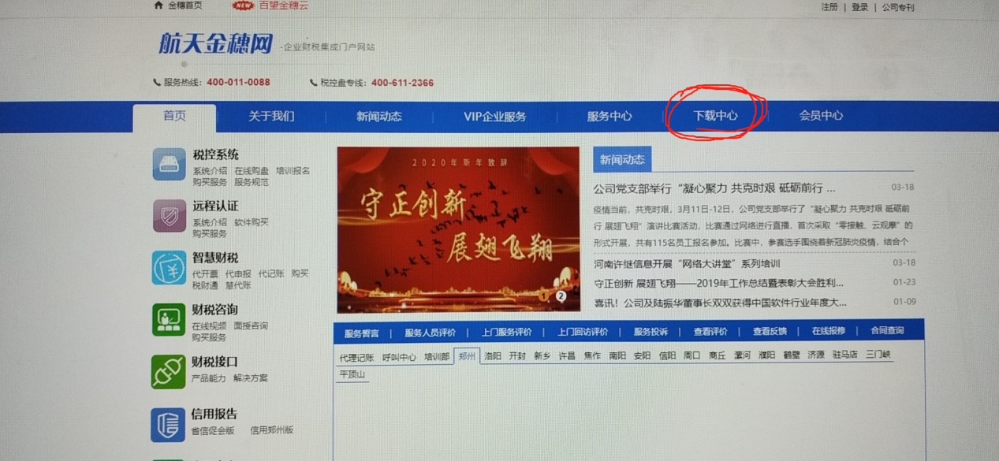 金穗首页 NEW 百望金穗云 注册 | 登录 | 公司专刊
航天金穗网 -企业财税集成门户网站
服务热线：400-011-0088 税控盘专线：400-611-2366
首页 关于我们 新闻动态 VIP企业服务 服务中心 下载中心 会员中心
税控系统
系统介绍 在线购盘 培训报名
购买服务 服务规范
远程认证
系统介绍 软件购买
购买服务
智慧财税
代开票 代申报 代记账 购买
税财通 慧代账
财税咨询
在线视频 面授咨询
购买服务
财税接口
产品能力 解决方案
信用报告
省信促会版 信用郑州版
2020年新年致辞
守正创新
展翅飞翔
1 2
新闻动态
公司党支部举行“凝心聚力 共克时艰 砥砺前行 ... 03-18
疫情当前，共克时艰，3月11日-12日，公司党支部举行了“凝心聚力 共克时艰 砥砺前
行 展翅飞翔”演讲比赛活动，比赛通过网络进行直播，首次采取“零接触、云观摩”的
形式开展，共有115名员工报名参加。比赛中，参赛选手围绕着新冠肺炎疫情，结合个
河南许继信息开展“网络大讲堂”系列培训 03-18
守正创新 展翅飞翔——2019年工作总结暨表彰大会胜利... 01-23
喜讯！公司及陆振华董事长双双获得中国软件行业年度大... 01-09
服务誓言 | 服务人员评价 | 上门服务评价 | 上门回访评价 | 服务投诉 | 查看评价 | 查看反馈 | 在线报修 | 合同查询
代理记账 呼叫中心 培训部 郑州 洛阳 开封 新乡 许昌 焦作 南阳 安阳 信阳 周口 商丘 漯河 濮阳 鹤壁 济源 驻马店 三门峡
平顶山